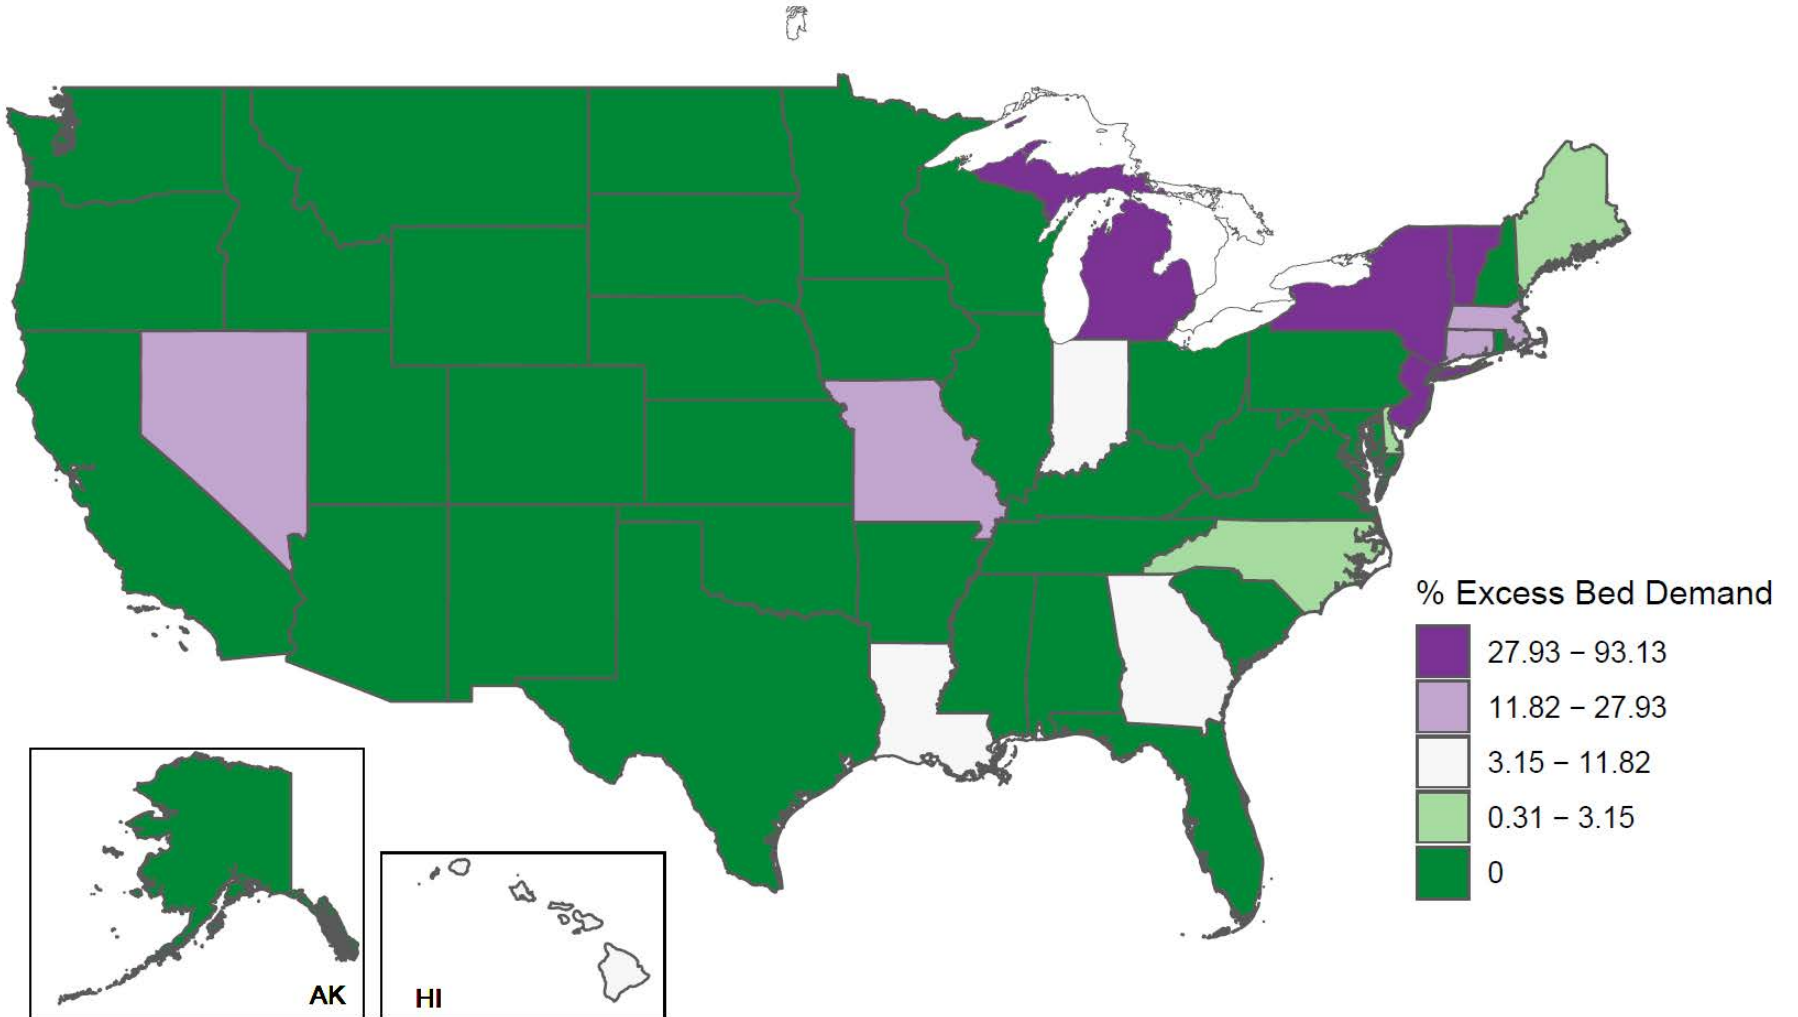 % Excess Bed Demand
27.93 – 93.13
11.82 – 27.93
3.15 – 11.82
0.31 – 3.15
0
AK
HI